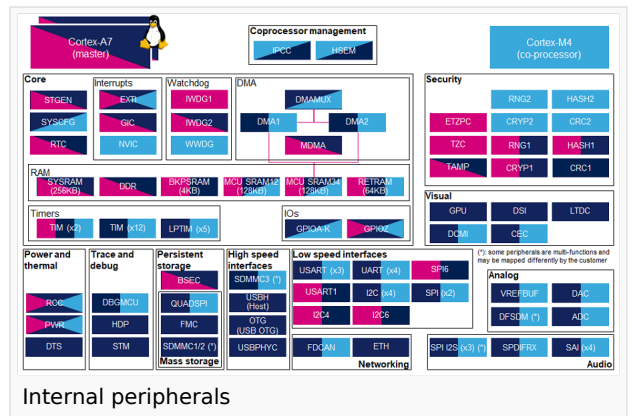 Cortex-A7
(master)
Coprocessor management
IPCC
HSEM
Cortex-M4
(co-processor)
Core
STGEN
SYSCFG
RTC
Interrupts
EXTI
GIC
NVIC
Watchdog
IWDG1
IWDG2
WWDG
DMA
DMAMUX
DMA1
DMA2
MDMA
Security
RNG2
HASH2
ETZPC
CRYP2
CRC2
TZC
RNG1
HASH1
TAMP
CRYP1
CRC1
RAM
SYSRAM
(256KB)
DDR
BKPSRAM
(4KB)
MCU SRAM12
(128KB)
MCU SRAM34
(128KB)
RETRAM
(64KB)
Timers
TIM (x2)
TIM (x12)
LPTIM (x5)
IOs
GPIOA-K
GPIOZ
Visual
GPU
DSI
LTDC
DCMI
CEC
Power and
thermal
RCC
PWR
DTS
Trace and
debug
DBGMCU
HDP
STM
Persistent
storage
BSEC
QUADSPI
FMC
SDMMC1/2 (*)
Mass storage
High speed
interfaces
SDMMC3 (*)
USBH
(Host)
OTG
(USB OTG)
USBPHYC
Low speed interfaces
USART (x3)
UART (x4)
SPI6
USART1
I2C (x4)
SPI (x2)
I2C4
I2C6
FDCAN
ETH
Networking
(*): some peripherals are multi-functions and
may be mapped differently by the customer
Analog
VREFBUF
DAC
DFSDM (*)
ADC
SPI I2S (x3) (*)
SPDIFRX
SAI (x4)
Audio
Internal peripherals